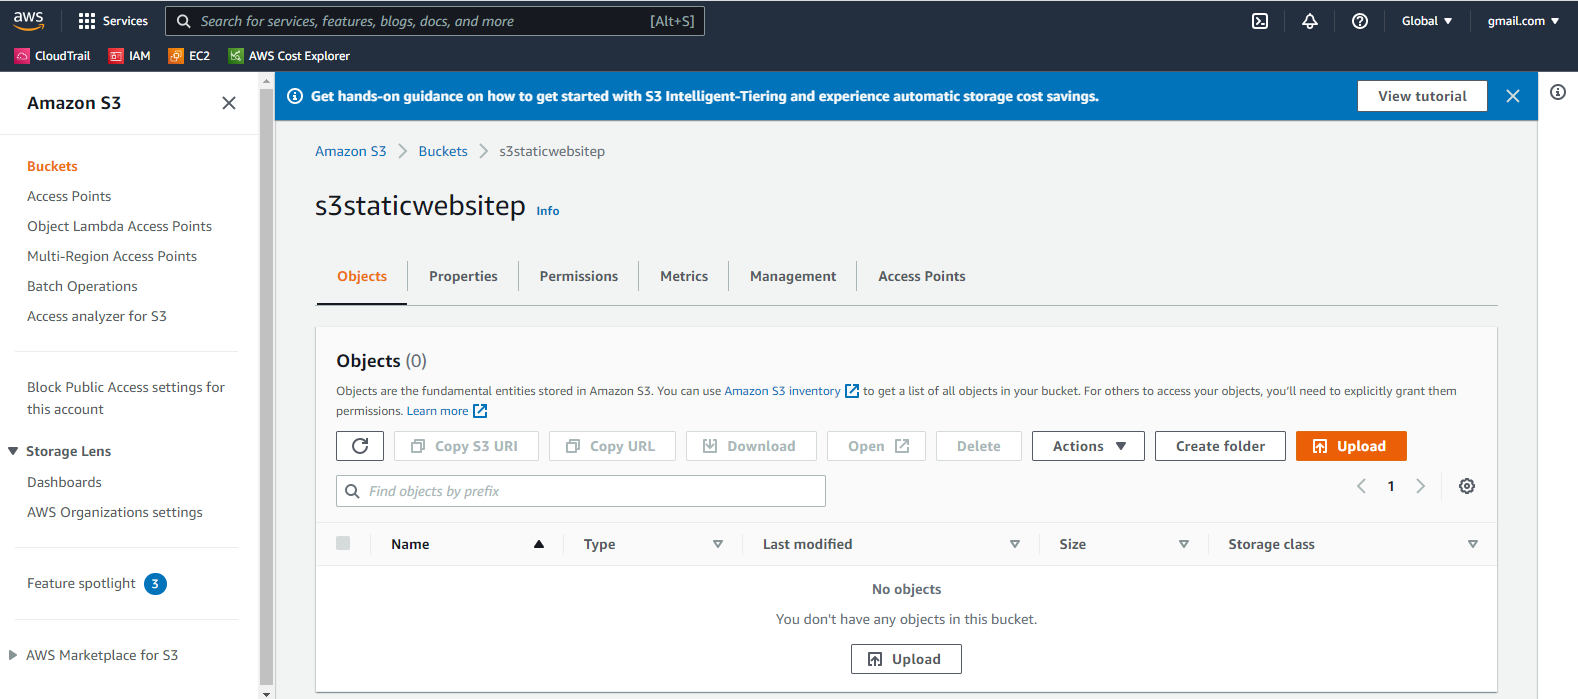 aws Services Search for services, features, blogs, docs, and more [Alt+S] Global gmail.com
CloudTrail IAM EC2 AWS Cost Explorer
Amazon S3
Buckets
Access Points
Object Lambda Access Points
Multi-Region Access Points
Batch Operations
Access analyzer for S3
Block Public Access settings for
this account
Storage Lens
Dashboards
AWS Organizations settings
Feature spotlight 3
AWS Marketplace for S3
Get hands-on guidance on how to get started with S3 Intelligent-Tiering and experience automatic storage cost savings. View tutorial
Amazon S3 Buckets s3staticwebsitep
s3staticwebsitep Info
Objects Properties Permissions Metrics Management Access Points
Objects (0)
Objects are the fundamental entities stored in Amazon S3. You can use Amazon S3 inventory to get a list of all objects in your bucket. For others to access your objects, you'll need to explicitly grant them
permissions. Learn more
Copy S3 URI Copy URL Download Open Delete Actions Create folder Upload
Find objects by prefix 1
Name Type Last modified Size Storage class
No objects
You don't have any objects in this bucket.
Upload